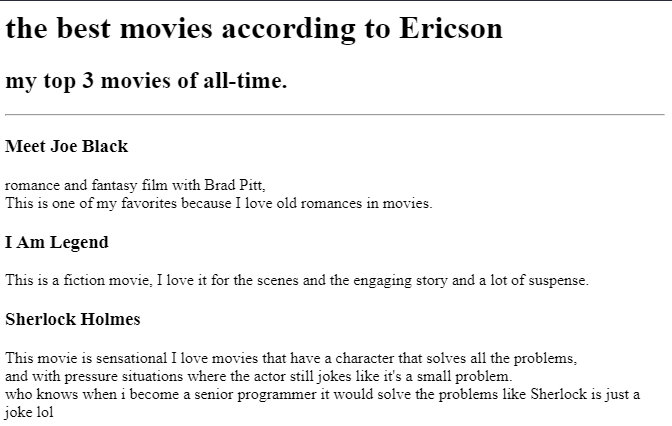 the best movies according to Ericson
my top 3 movies of all-time.
Meet Joe Black
romance and fantasy film with Brad Pitt,
This is one of my favorites because I love old romances in movies.
I Am Legend
This is a fiction movie, I love it for the scenes and the engaging story and a lot of suspense.
Sherlock Holmes
This movie is sensational I love movies that have a character that solves all the problems,
and with pressure situations where the actor still jokes like it's a small problem.
who knows when i become a senior programmer it would solve the problems like Sherlock is just a
joke lol